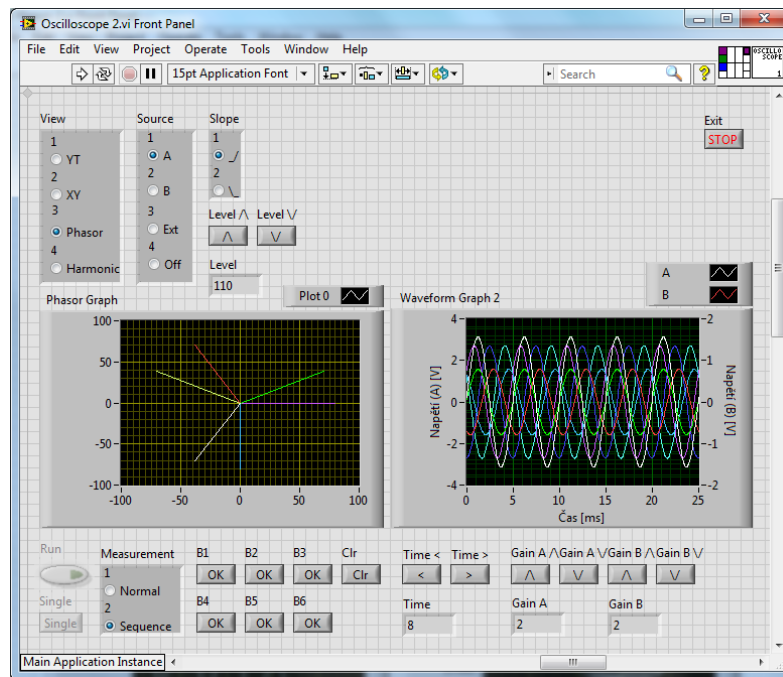 Oscilloscope 2.vi Front Panel
File Edit View Project Operate Tools Window Help
15pt Application Font
Search
?
OSCILLO
SCOPE
1
View Source Slope
Exit
STOP
1
YT
2
XY
3
Phasor
4
Harmonic
1
A
2
B
3
Ext
4
Off
1
_/
2
\_
Level /\ Level \/
/\ \/
Level
110
Phasor Graph
Plot 0
100
50
0
-50
-100
-100 -50 0 50 100
Waveform Graph 2
A
B
Napětí (A) [V]
4
2
0
-2
-4
2
1
0
-1
-2
Napětí (B) [V]
0 5 10 15 20 25
Čas [ms]
Run
Single
Single
Measurement
1
Normal
2
Sequence
B1 B2 B3 Clr
OK OK OK Clr
B4 B5 B6
OK OK OK
Time < Time > Gain A /\ Gain A \/ Gain B /\ Gain B \/
< > /\ \/ /\ \/
Time Gain A Gain B
8 2 2
Main Application Instance